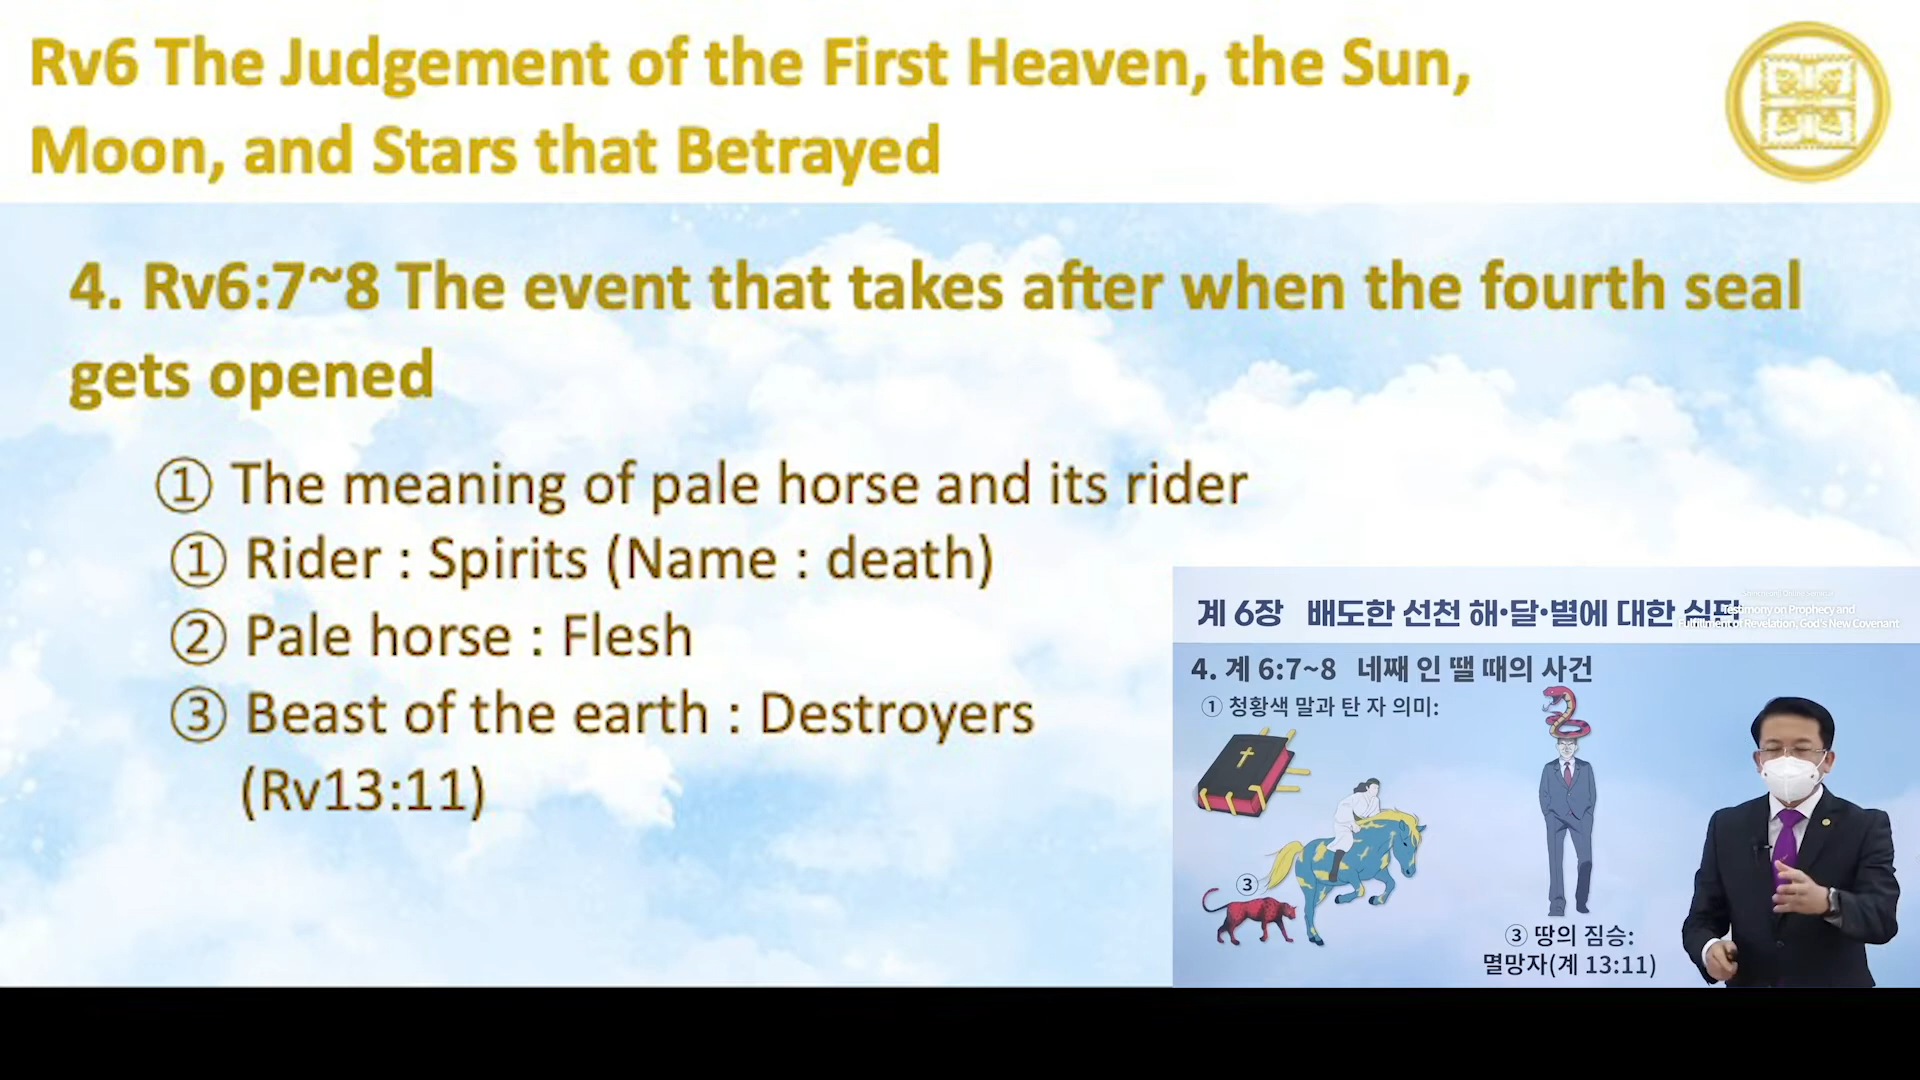 Rv6 The Judgement of the First Heaven, the Sun,
Moon, and Stars that Betrayed
4. Rv6:7~8 The event that takes after when the fourth seal
gets opened
① The meaning of pale horse and its rider
① Rider : Spirits (Name : death)
② Pale horse : Flesh
③ Beast of the earth : Destroyers
(Rv13:11)
계 6장 배도한 선천 해·달·별에 대한 심판
Testimony on Prophecy and
Fulfillment of Revelation, God's New Covenant
4. 계 6:7~8 네째 인 뗄 때의 사건
① 청황색 말과 탄 자 의미:
③
③ 땅의 짐승:
멸망자(계 13:11)